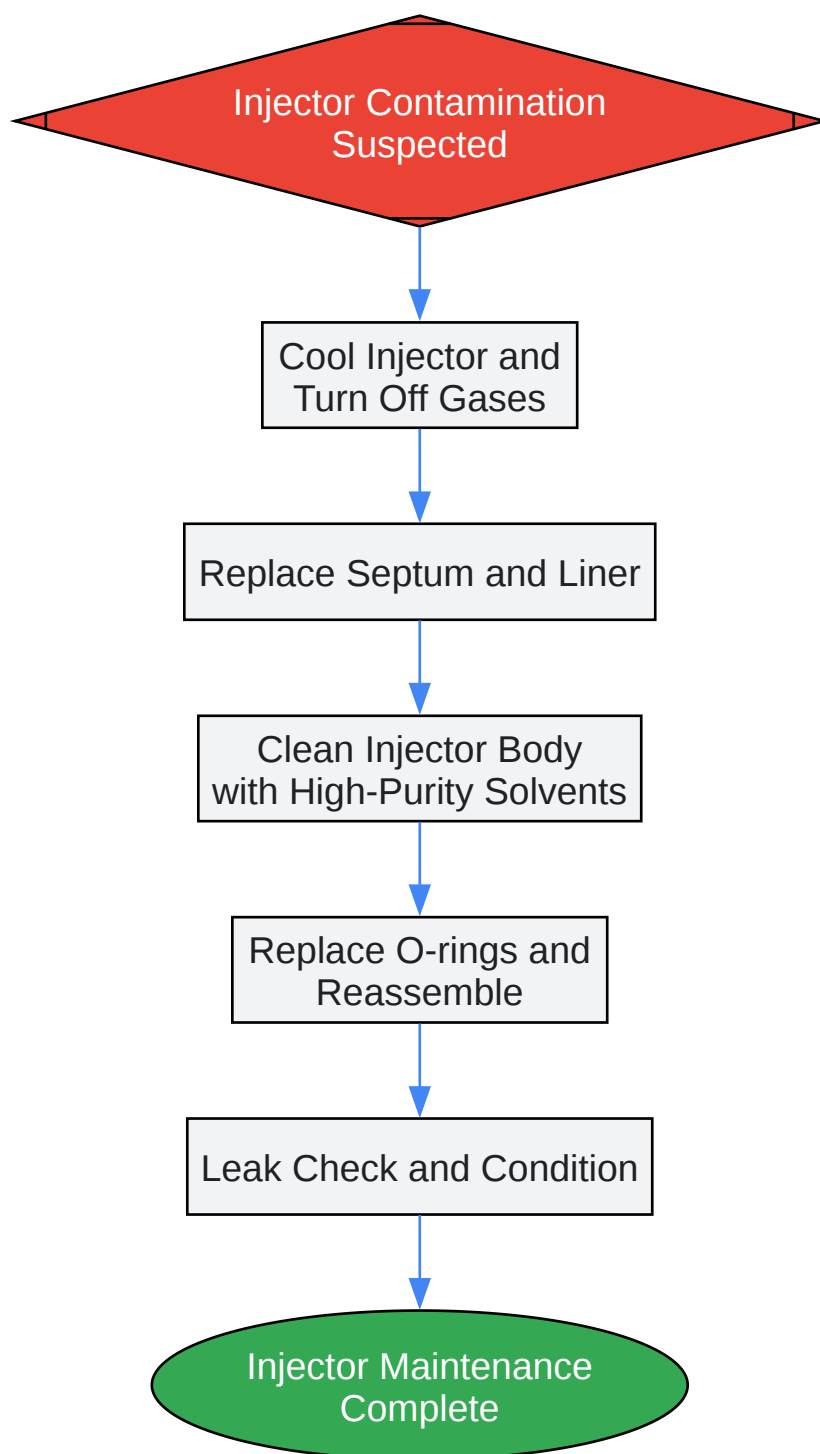 Injector Contamination
Suspected
Cool Injector and
Turn Off Gases
Replace Septum and Liner
Clean Injector Body
with High-Purity Solvents
Replace O-rings and
Reassemble
Leak Check and Condition
Injector Maintenance
Complete